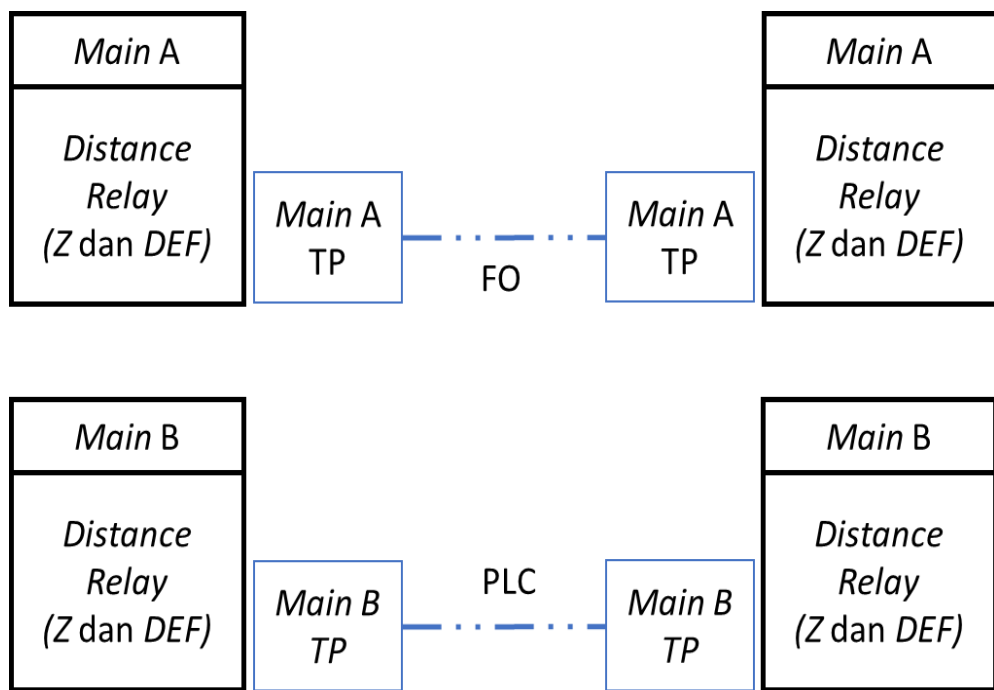 Main A
Distance
Relay
(Z dan DEF)
Main A
TP
FO
Main A
TP
Main A
Distance
Relay
(Z dan DEF)
Main B
Distance
Relay
(Z dan DEF)
Main B
TP
PLC
Main B
TP
Main B
Distance
Relay
(Z dan DEF)